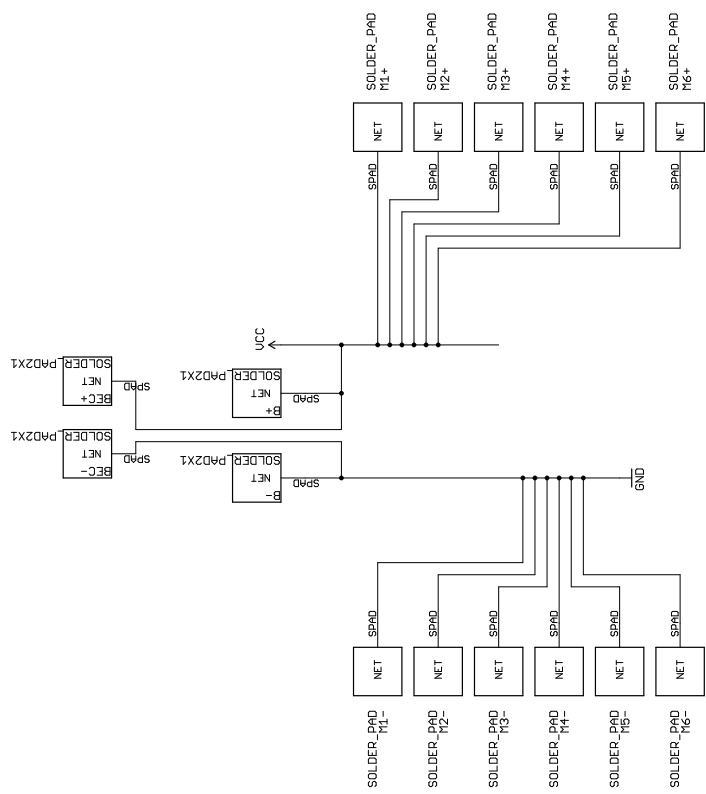 SOLDER_PAD
M1+
SOLDER_PAD
M2+
SOLDER_PAD
M3+
SOLDER_PAD
M4+
SOLDER_PAD
M5+
SOLDER_PAD
M6+
NET
NET
NET
NET
NET
NET
SPAD
SPAD
SPAD
SPAD
SPAD
SPAD
VCC
SOLDER_PAD2X1
NET
SPAD
BEC+
SOLDER_PAD2X1
NET
SPAD
B+
SOLDER_PAD2X1
NET
SPAD
BEC-
SOLDER_PAD2X1
NET
SPAD
B-
GND
SPAD
SPAD
SPAD
SPAD
SPAD
SPAD
NET
NET
NET
NET
NET
NET
SOLDER_PAD
M1-
SOLDER_PAD
M2-
SOLDER_PAD
M3-
SOLDER_PAD
M4-
SOLDER_PAD
M5-
SOLDER_PAD
M6-